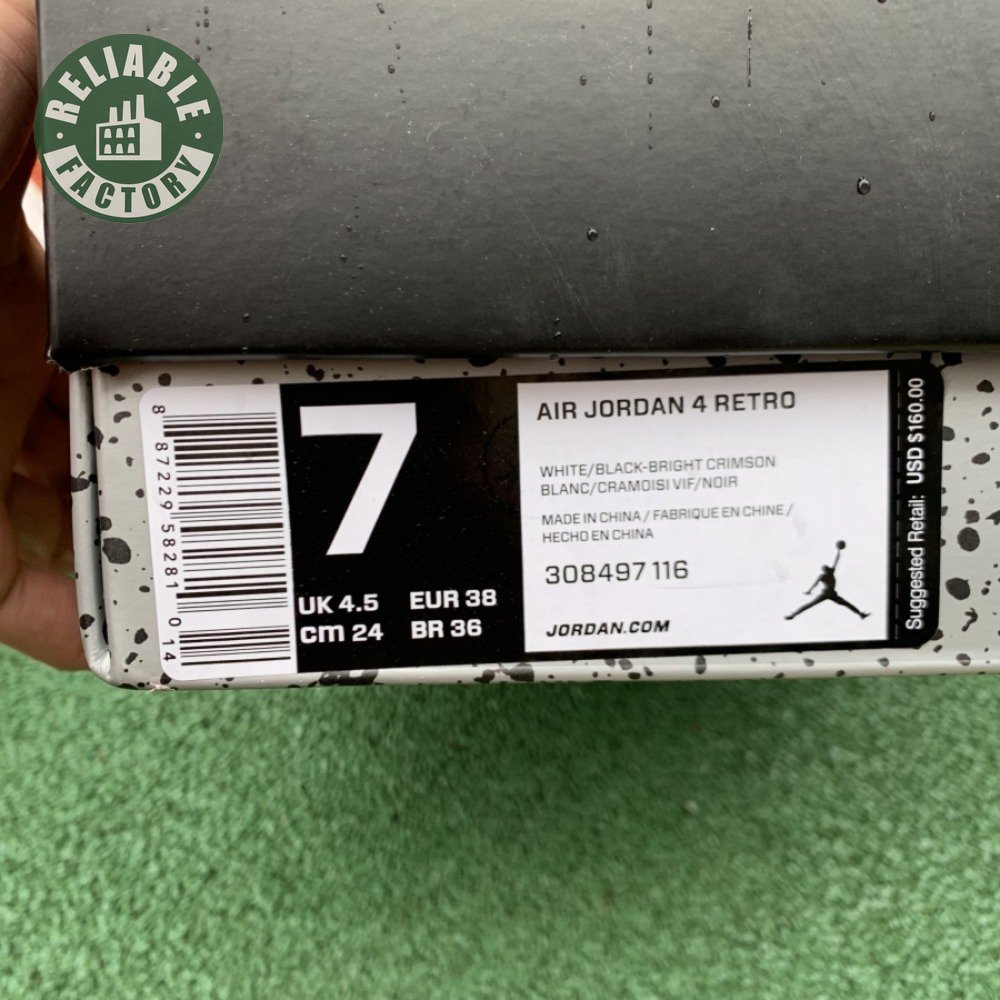 RELIABLE
FACTORY
8 87229 58281 0 14
7
UK 4.5 EUR 38
cm 24 BR 36
AIR JORDAN 4 RETRO
WHITE/BLACK-BRIGHT CRIMSON
BLANC/CRAMOISI VIF/NOIR
MADE IN CHINA / FABRIQUE EN CHINE /
HECHO EN CHINA
308497 116
JORDAN.COM
Suggested Retail: USD $160.00